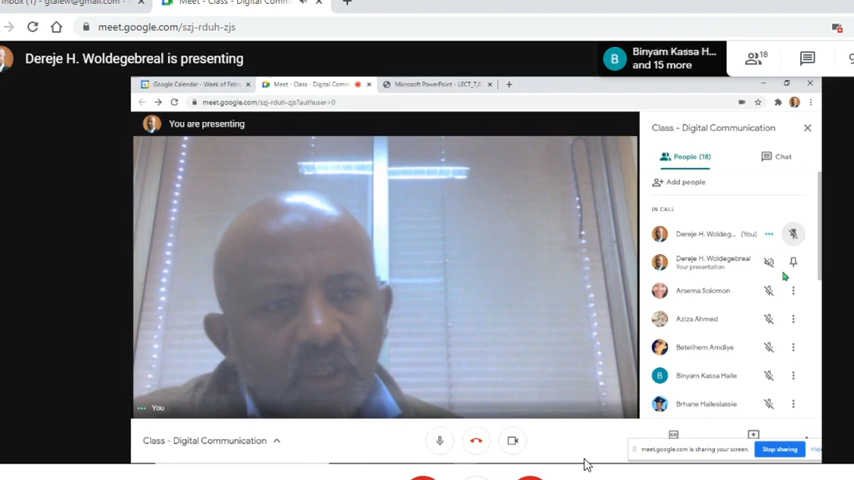 Inbox (1) - gtalew@gmail.com -
Meet - Class - Digital Comm
meet.google.com/szj-rduh-zjs
Dereje H. Woldegebreal is presenting
B
Binyam Kassa H...
and 15 more
18
Google Calendar - Week of Febr
Meet - Class - Digital Comm
Microsoft PowerPoint - LECT_7,8
meet.google.com/szj-rduh-zjs?authuser=0
You are presenting
Class - Digital Communication
People (18)
Chat
Add people
IN CALL
Dereje H. Woldeg... (You)
Dereje H. Woldegebreal
Your presentation
Arsema Solomon
Aziza Ahmed
Betelihem Amdiye
B
Binyam Kassa Haile
Brhane Haileslassie
You
Class - Digital Communication
meet.google.com is sharing your screen.
Stop sharing
Hide